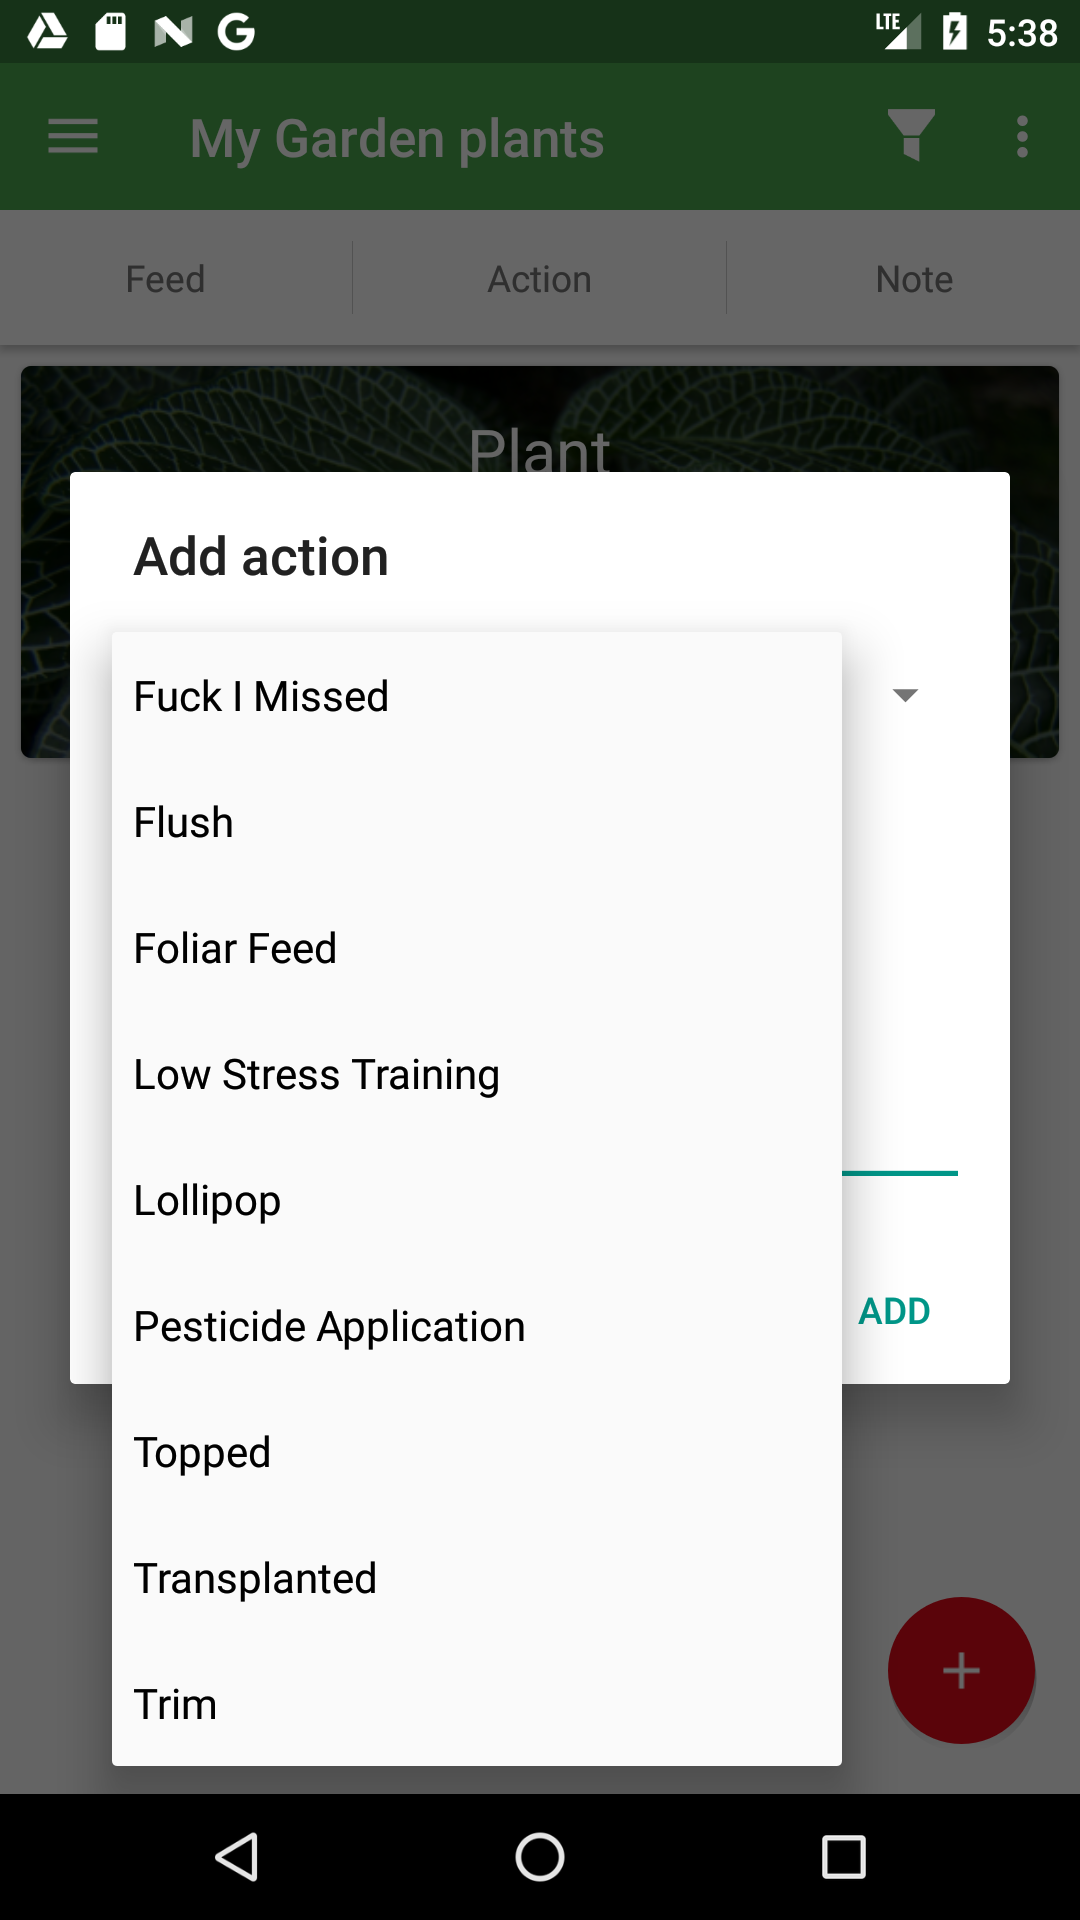 LTE 5:38
My Garden plants
Feed Action Note
Plant
Add action
Fuck I Missed
Flush
Foliar Feed
Low Stress Training
Lollipop
Pesticide Application
ADD
Topped
Transplanted
Trim